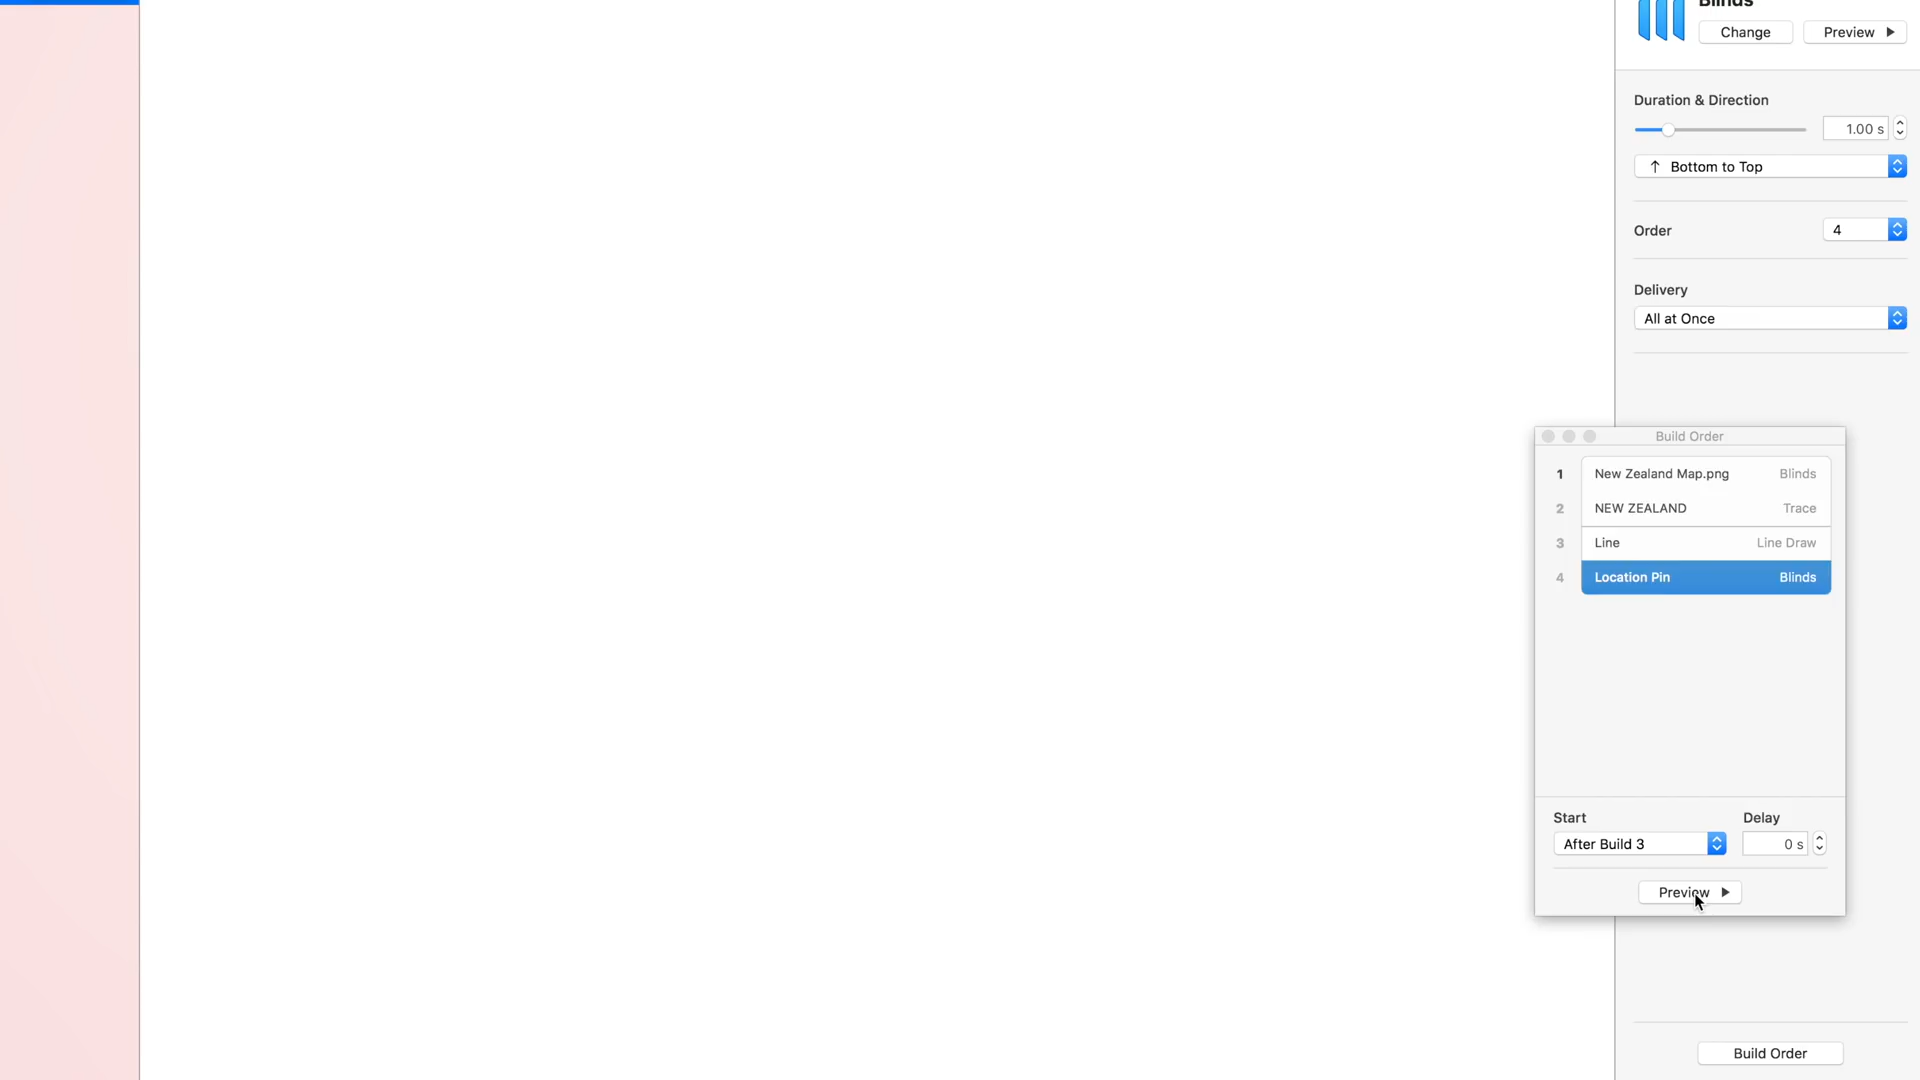 Blinds
Change Preview
Duration & Direction
1.00 s
Bottom to Top
Order 4
Delivery
All at Once
Build Order
1 New Zealand Map.png Blinds
2 NEW ZEALAND Trace
3 Line Line Draw
4 Location Pin Blinds
Start Delay
After Build 3 0 s
Preview
Build Order